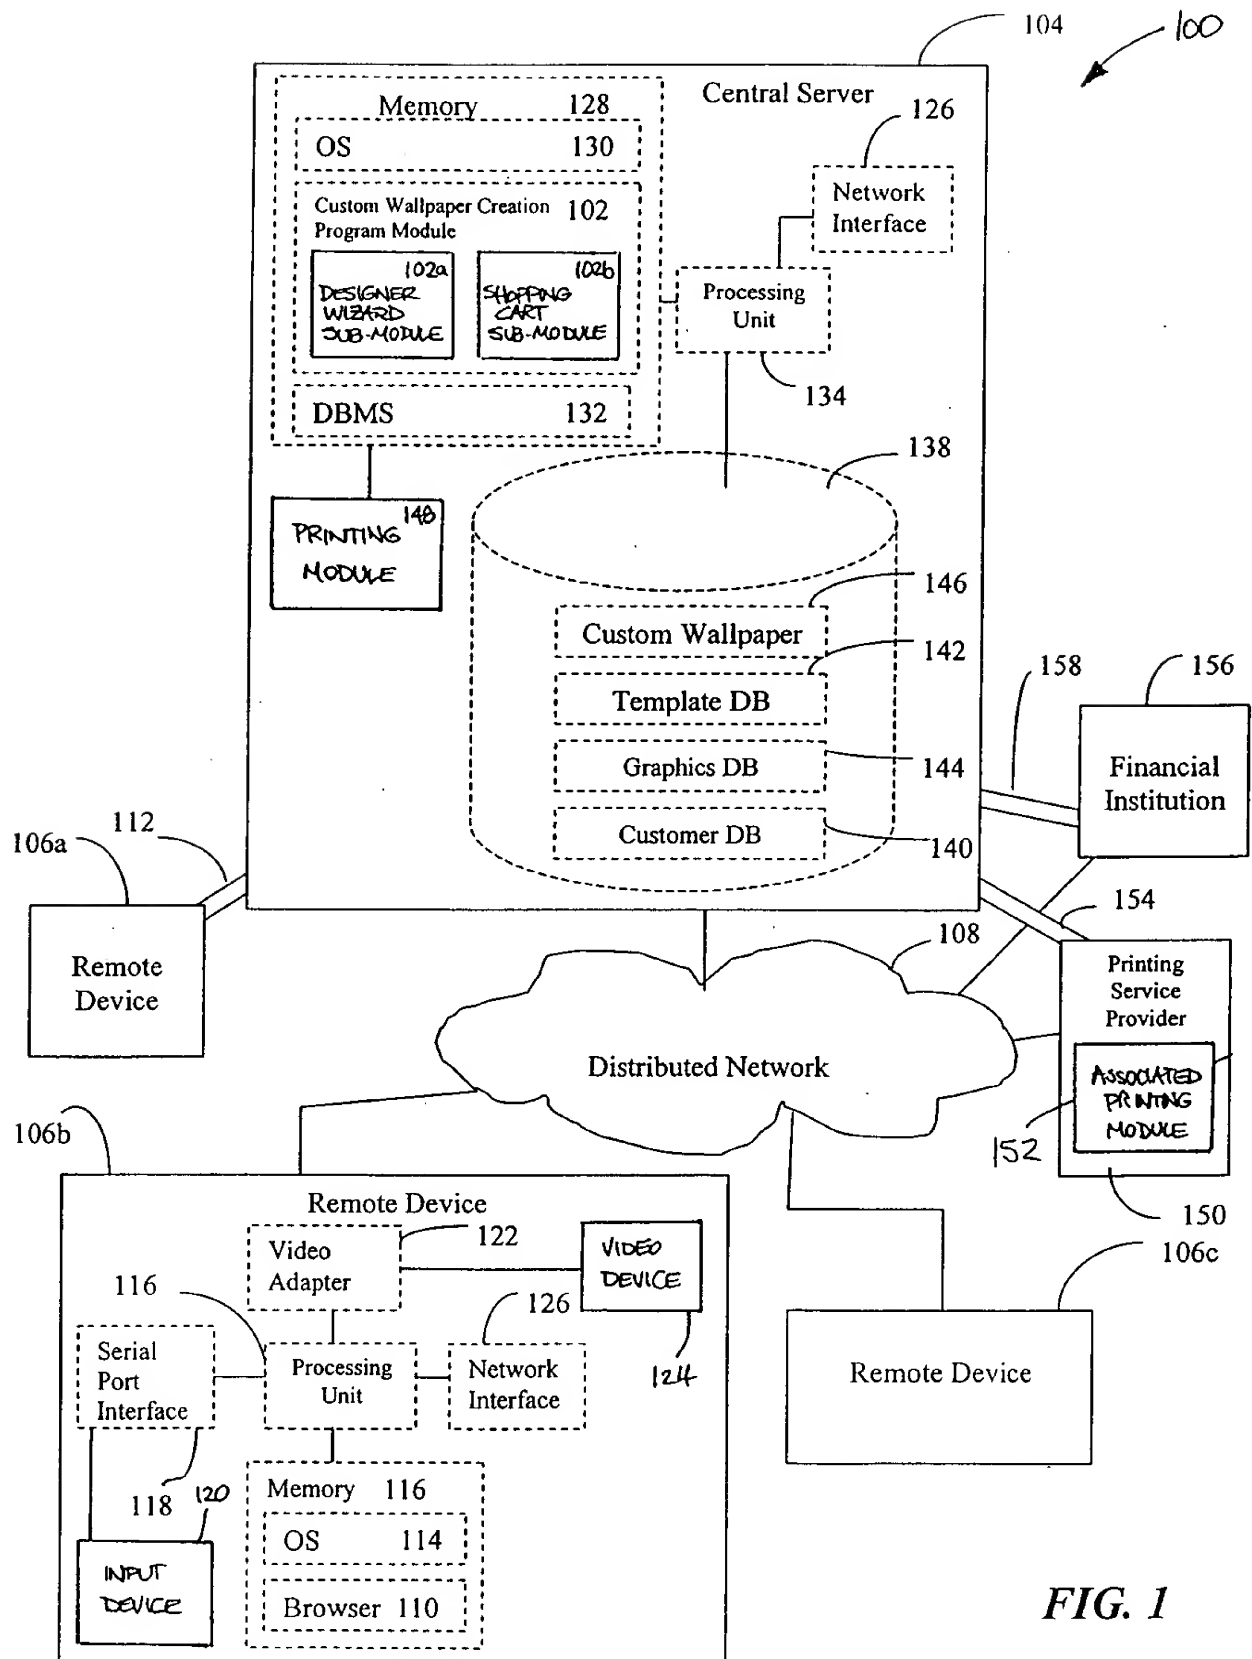 104
100
Central Server
Memory 128
126
OS 130
Custom Wallpaper Creation 102
Program Module
Network
Interface
102a
DESIGNER
WIZARD
SUB-MODULE
102b
SHOPPING
CART
SUB-MODULE
Processing
Unit
134
DBMS 132
138
148
PRINTING
MODULE
146
Custom Wallpaper
142
Template DB
158
156
Graphics DB
144
Financial
Institution
112
106a
Customer DB
140
154
108
Remote
Device
Printing
Service
Provider
Distributed Network
ASSOCIATED
PRINTING
MODULE
152
106b
150
Remote Device
122
106c
Video
Adapter
VIDEO
DEVICE
116
126
Serial
Port
Interface
Processing
Unit
Network
Interface
124
Remote Device
118
120
Memory 116
OS 114
INPUT
DEVICE
Browser 110
FIG. 1